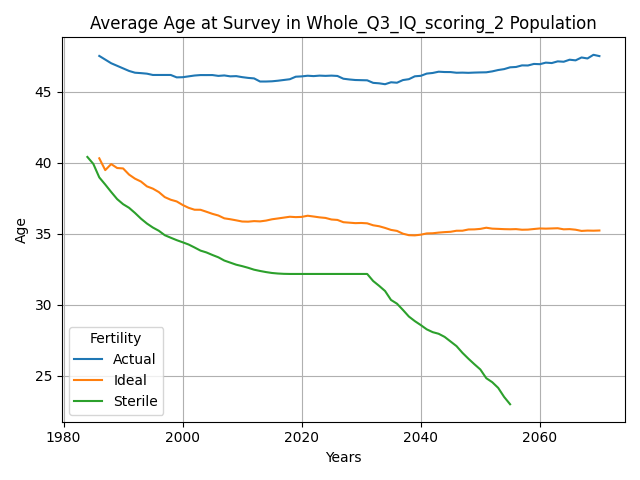 Average Age at Survey in Whole_Q3_IQ_scoring_2 Population
45
40
35
30
25
Age
Fertility
Actual
Ideal
Sterile
1980 2000 2020 2040 2060
Years